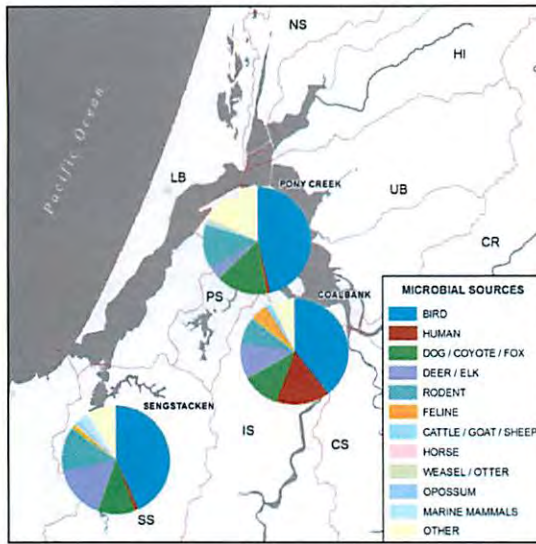 NS
HI
Pacific Ocean
LB
PONY CREEK
UB
CR
PS
COALBANK
MICROBIAL SOURCES
BIRD
HUMAN
DOG / COYOTE / FOX
DEER / ELK
RODENT
FELINE
CATTLE / GOAT / SHEEP
HORSE
WEASEL / OTTER
OPOSSUM
MARINE MAMMALS
OTHER
SENGSTACKEN
IS
CS
SS